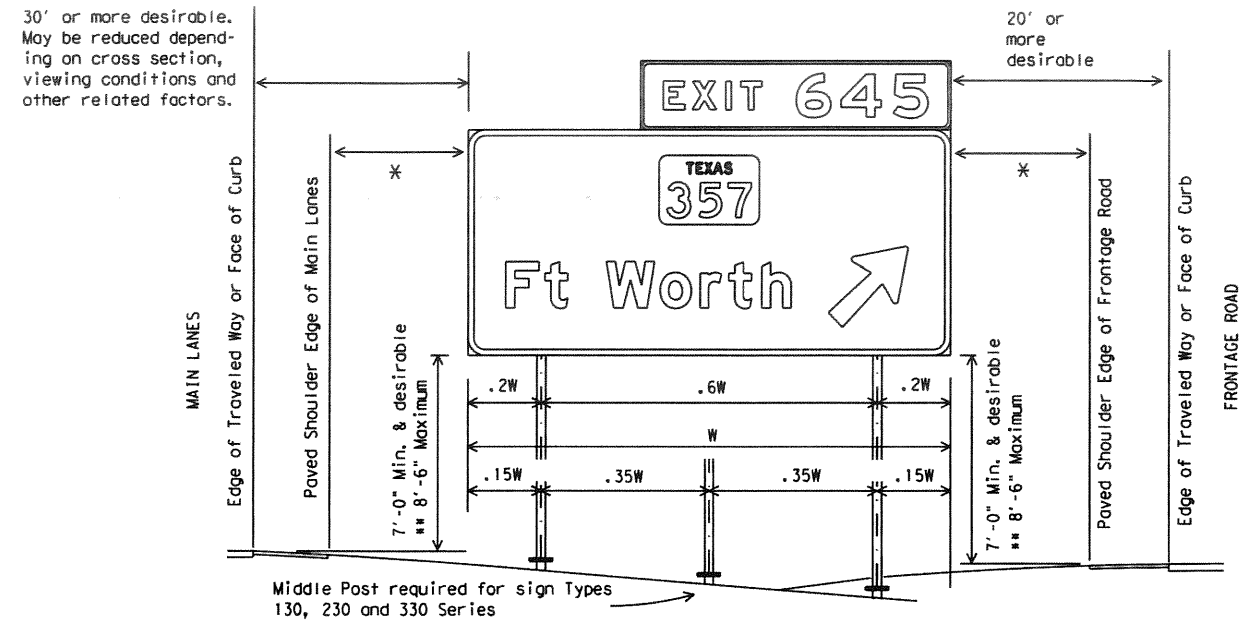 30' or more desirable.
May be reduced depend-
ing on cross section,
viewing conditions and
other related factors.
20' or
more
desirable
EXIT 645
TEXAS
357
Ft Worth
*
*
MAIN LANES
Edge of Traveled Way or Face of Curb
Paved Shoulder Edge of Main Lanes
7'-0" Min. & desirable
** 8'-6" Maximum
.2W
.6W
.2W
W
.15W
.35W
.35W
.15W
7'-0" Min. & desirable
** 8'-6" Maximum
Paved Shoulder Edge of Frontage Road
Edge of Traveled Way or Face of Curb
FRONTAGE ROAD
Middle Post required for sign Types
130, 230 and 330 Series